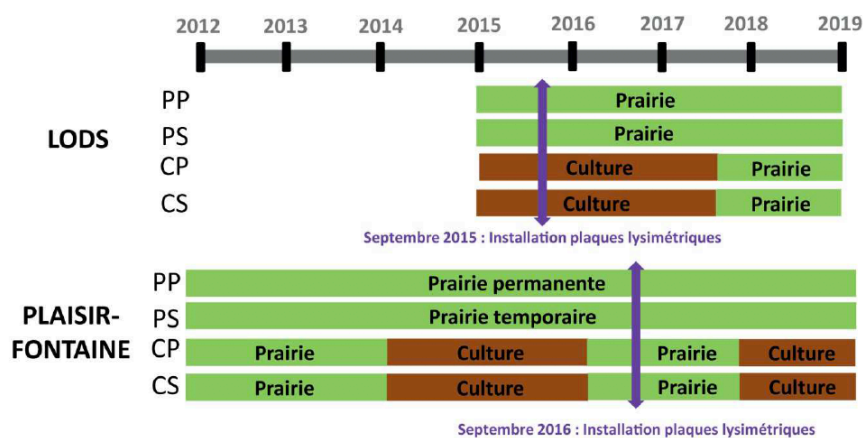 2012 2013 2014 2015 2016 2017 2018 2019
LODS
PP Prairie
PS Prairie
CP Culture Prairie
CS Culture Prairie
Septembre 2015 : Installation plaques lysimétriques
PLAISIR-
FONTAINE
PP Prairie permanente
PS Prairie temporaire
CP Prairie Culture Prairie Culture
CS Prairie Culture Prairie Culture
Septembre 2016 : Installation plaques lysimétriques